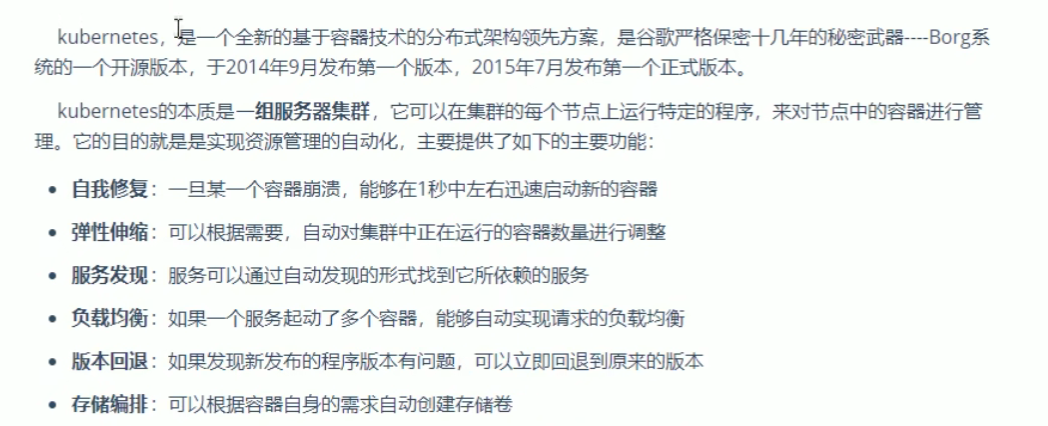 kubernetes，是一个全新的基于容器技术的分布式架构领先方案，是谷歌严格保密十几年的秘密武器----Borg系
统的一个开源版本，于2014年9月发布第一个版本，2015年7月发布第一个正式版本。
kubernetes的本质是一组服务器集群，它可以在集群的每个节点上运行特定的程序，来对节点中的容器进行管
理。它的目的就是是实现资源管理的自动化，主要提供了如下的主要功能：
• 自我修复：一旦某一个容器崩溃，能够在1秒中左右迅速启动新的容器
• 弹性伸缩：可以根据需要，自动对集群中正在运行的容器数量进行调整
• 服务发现：服务可以通过自动发现的形式找到它所依赖的服务
• 负载均衡：如果一个服务起动了多个容器，能够自动实现请求的负载均衡
• 版本回退：如果发现新发布的程序版本有问题，可以立即回退到原来的版本
• 存储编排：可以根据容器自身的需求自动创建存储卷